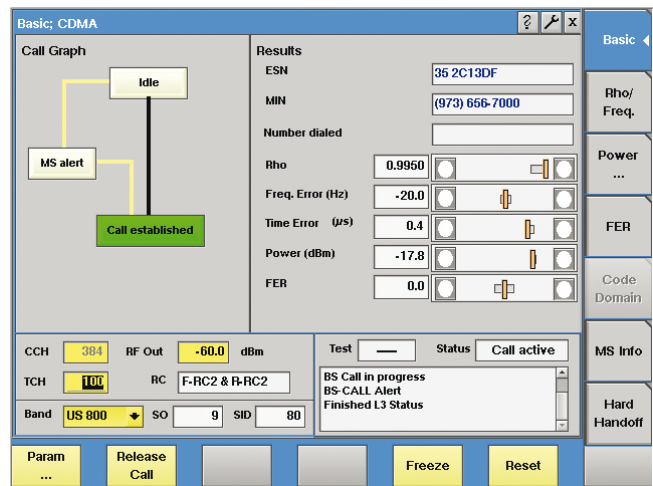 Basic; CDMA
? x
Call Graph
Idle
MS alert
Call established
Results
ESN 35 2C13DF
MIN (973) 656-7000
Number dialed
Rho 0.9950
Freq. Error (Hz) -20.0
Time Error (µs) 0.4
Power (dBm) -17.8
FER 0.0
CCH 384 RF Out -60.0 dBm
TCH 100 RC F-RC2 & R-RC2
Band US 800 SO 9 SID 80
Test — Status Call active
BS Call in progress
BS-CALL Alert
Finished L3 Status
Basic
Rho/
Freq.
Power
...
FER
Code
Domain
MS Info
Hard
Handoff
Param
...
Release
Call
Freeze
Reset